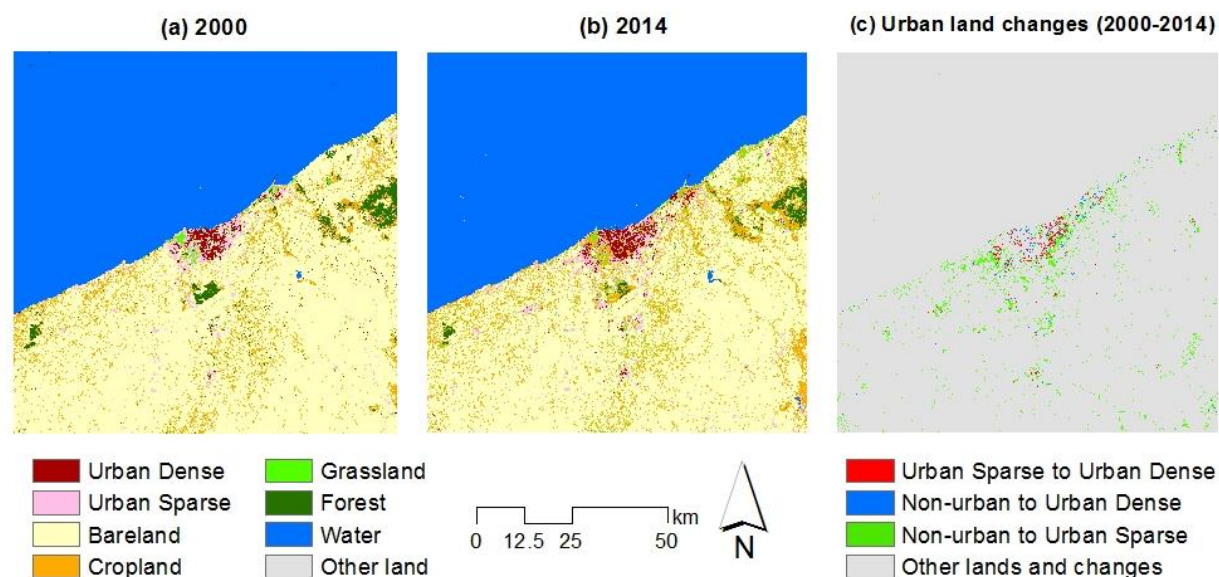 (a) 2000
(b) 2014
(c) Urban land changes (2000-2014)
Urban Dense
Urban Sparse
Bareland
Cropland
Grassland
Forest
Water
Other land
km
0 12.5 25 50
N
Urban Sparse to Urban Dense
Non-urban to Urban Dense
Non-urban to Urban Sparse
Other lands and changes